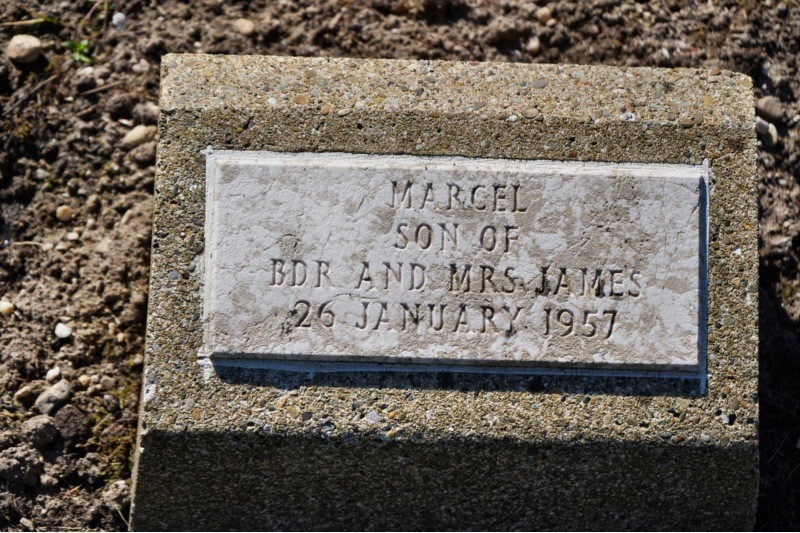 MARCEL
SON OF
BDR AND MRS. JAMES
26 JANUARY 1957